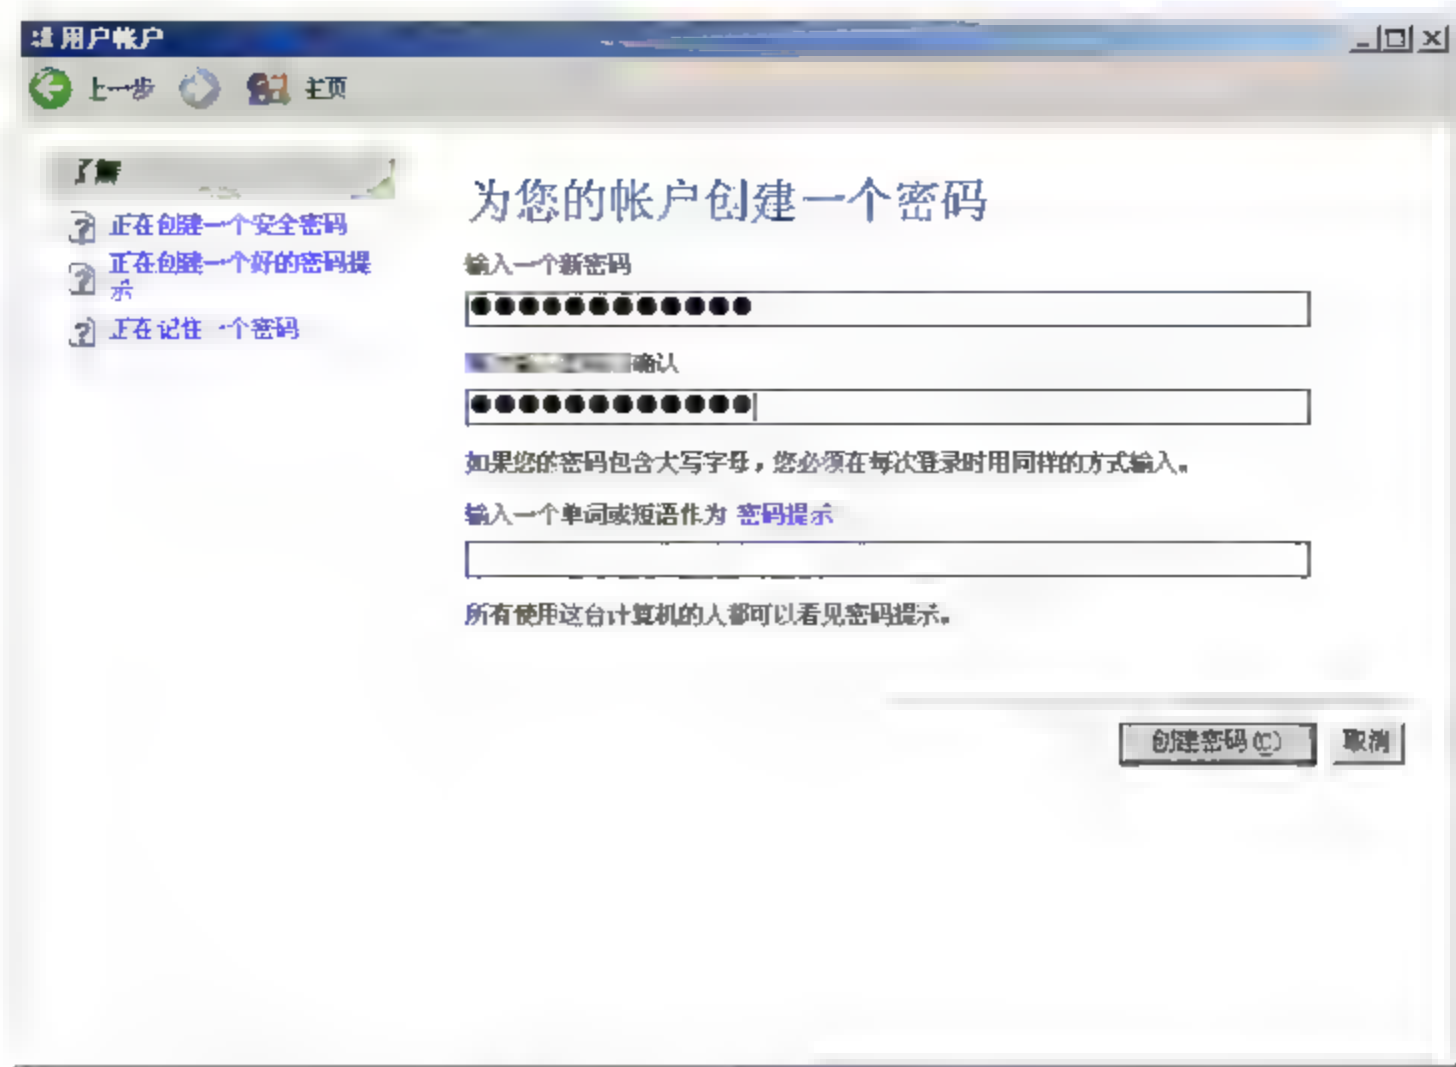 用户帐户
上一步 主页
了解
正在创建一个安全密码
正在创建一个好的密码提
示
正在记住一个密码
为您的帐户创建一个密码
输入一个新密码
●●●●●●●●●●●●
确认
●●●●●●●●●●●●
如果您的密码包含大写字母，您必须在每次登录时用同样的方式输入。
输入一个单词或短语作为 密码提示
所有使用这台计算机的人都可以看见密码提示。
创建密码(C) 取消